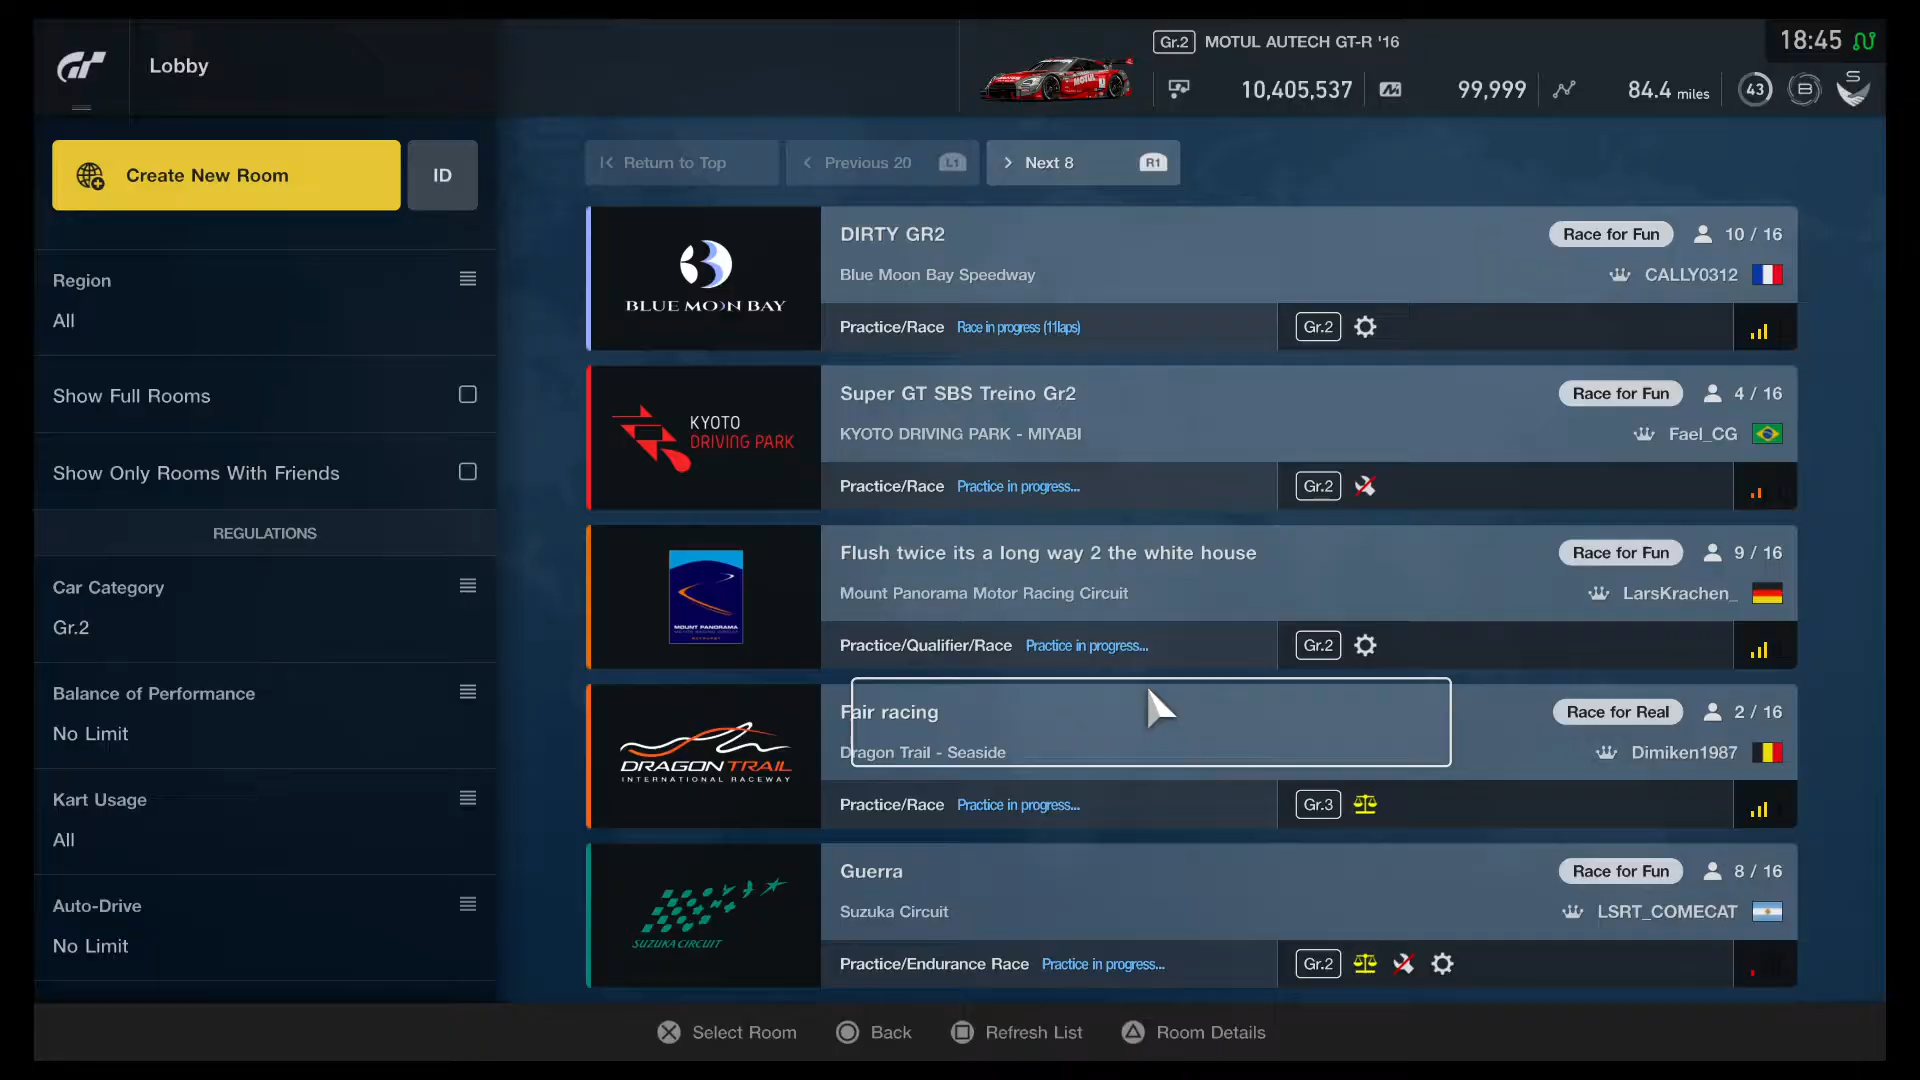 Lobby
Gr.2 MOTUL AUTECH GT-R '16
18:45
10,405,537
99,999
84.4 miles
43
B
S
Create New Room
ID
Return to Top
Previous 20 L1
Next 8 R1
Region
All
Show Full Rooms
Show Only Rooms With Friends
REGULATIONS
Car Category
Gr.2
Balance of Performance
No Limit
Kart Usage
All
Auto-Drive
No Limit
BLUE MOON BAY
DIRTY GR2
Race for Fun 10 / 16
Blue Moon Bay Speedway
CALLY0312
Practice/Race Race in progress (11laps)
Gr.2
KYOTO
DRIVING PARK
Super GT SBS Treino Gr2
Race for Fun 4 / 16
KYOTO DRIVING PARK - MIYABI
Fael_CG
Practice/Race Practice in progress...
Gr.2
MOUNT PANORAMA
Flush twice its a long way 2 the white house
Race for Fun 9 / 16
Mount Panorama Motor Racing Circuit
LarsKrachen_
Practice/Qualifier/Race Practice in progress...
Gr.2
DRAGON TRAIL
INTERNATIONAL RACEWAY
Fair racing
Race for Real 2 / 16
Dragon Trail - Seaside
Dimiken1987
Practice/Race Practice in progress...
Gr.3
SUZUKA CIRCUIT
Guerra
Race for Fun 8 / 16
Suzuka Circuit
LSRT_COMECAT
Practice/Endurance Race Practice in progress...
Gr.2
Select Room
Back
Refresh List
Room Details